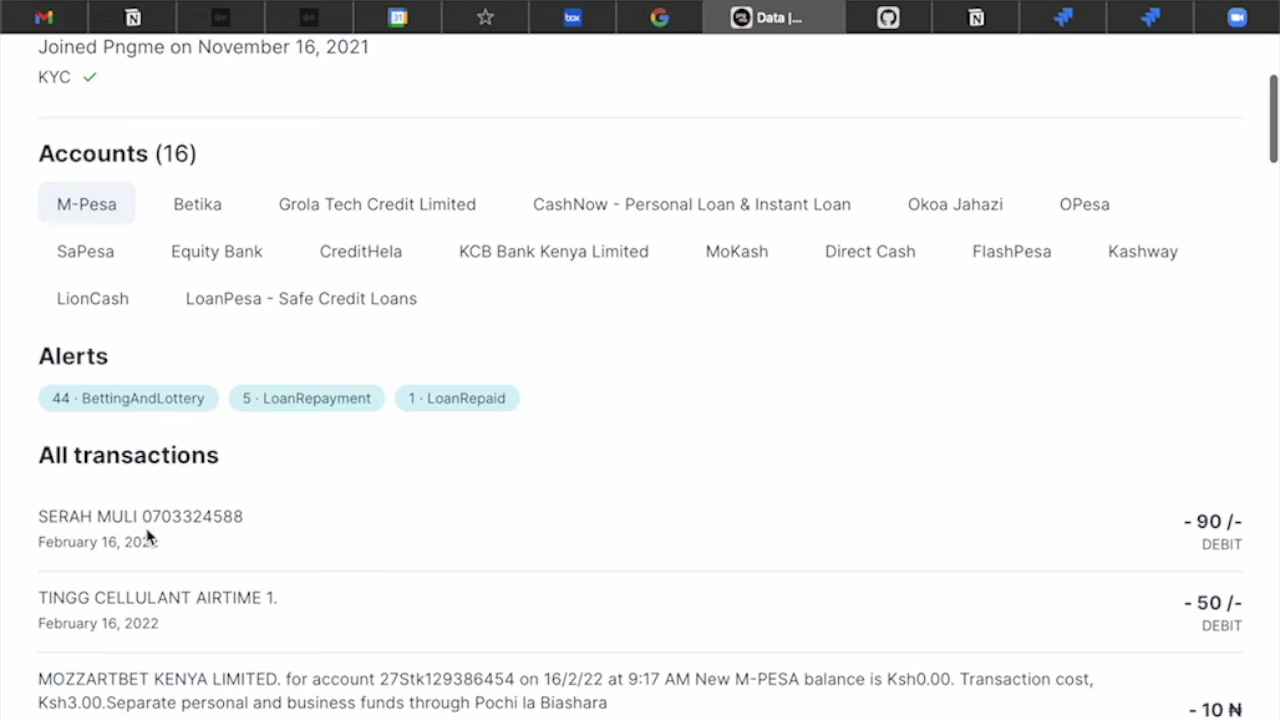 Data |...
Joined Pngme on November 16, 2021
KYC
Accounts (16)
M-Pesa Betika Grola Tech Credit Limited CashNow - Personal Loan & Instant Loan Okoa Jahazi OPesa
SaPesa Equity Bank CreditHela KCB Bank Kenya Limited MoKash Direct Cash FlashPesa Kashway
LionCash LoanPesa - Safe Credit Loans
Alerts
44 · BettingAndLottery 5 · LoanRepayment 1 · LoanRepaid
All transactions
SERAH MULI 0703324588
- 90 /-
February 16, 2022
DEBIT
TINGG CELLULANT AIRTIME 1.
- 50 /-
February 16, 2022
DEBIT
MOZZARTBET KENYA LIMITED. for account 27Stk129386454 on 16/2/22 at 9:17 AM New M-PESA balance is Ksh0.00. Transaction cost,
Ksh3.00.Separate personal and business funds through Pochi la Biashara
- 10 ₦